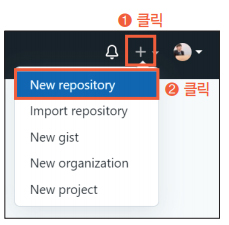 ❶ 클릭
New repository
❷ 클릭
Import repository
New gist
New organization
New project